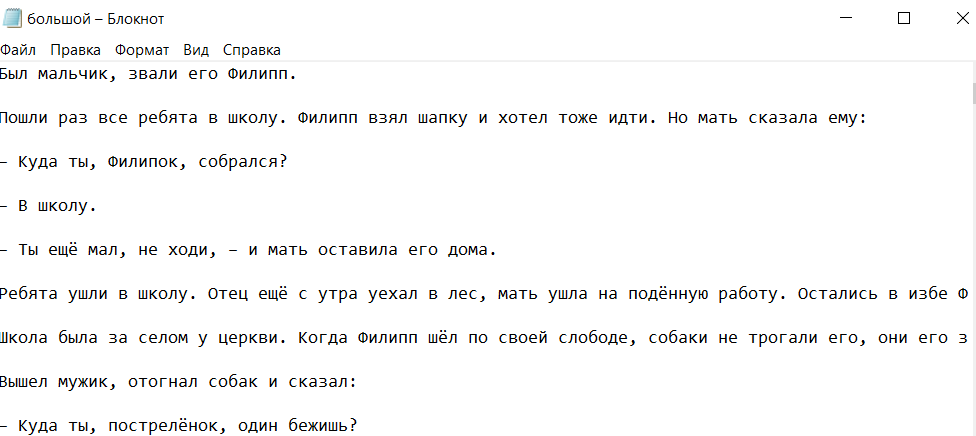 большой – Блокнот
Файл Правка Формат Вид Справка
Был мальчик, звали его Филипп.
Пошли раз все ребята в школу. Филипп взял шапку и хотел тоже идти. Но мать сказала ему:
– Куда ты, Филипок, собрался?
– В школу.
– Ты ещё мал, не ходи, – и мать оставила его дома.
Ребята ушли в школу. Отец ещё с утра уехал в лес, мать ушла на подённую работу. Остались в избе Ф
Школа была за селом у церкви. Когда Филипп шёл по своей слободе, собаки не трогали его, они его з
Вышел мужик, отогнал собак и сказал:
– Куда ты, пострелёнок, один бежишь?